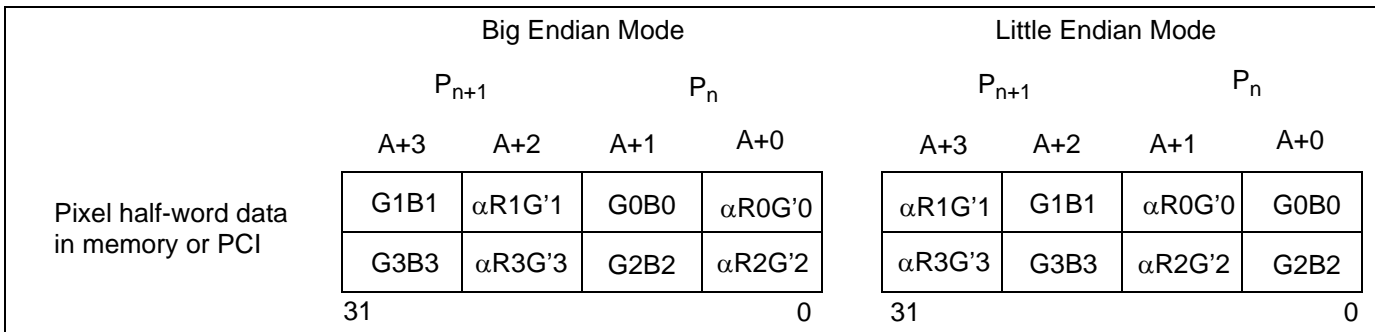 Big Endian Mode Little Endian Mode
Pn+1 Pn Pn+1 Pn
A+3 A+2 A+1 A+0 A+3 A+2 A+1 A+0
Pixel half-word data
in memory or PCI
G1B1 αR1G'1 G0B0 αR0G'0 αR1G'1 G1B1 αR0G'0 G0B0
G3B3 αR3G'3 G2B2 αR2G'2 αR3G'3 G3B3 αR2G'2 G2B2
31 0 31 0